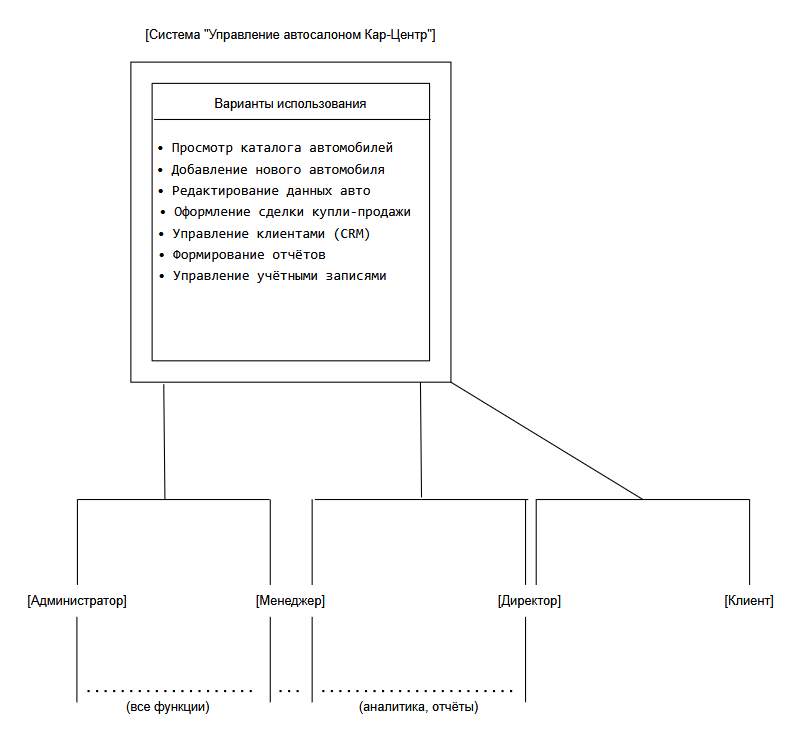 [Система "Управление автосалоном Кар-Центр"]
Варианты использования
• Просмотр каталога автомобилей
• Добавление нового автомобиля
• Редактирование данных авто
• Оформление сделки купли-продажи
• Управление клиентами (CRM)
• Формирование отчётов
• Управление учётными записями
[Администратор] [Менеджер] [Директор] [Клиент]
(все функции) (аналитика, отчёты)